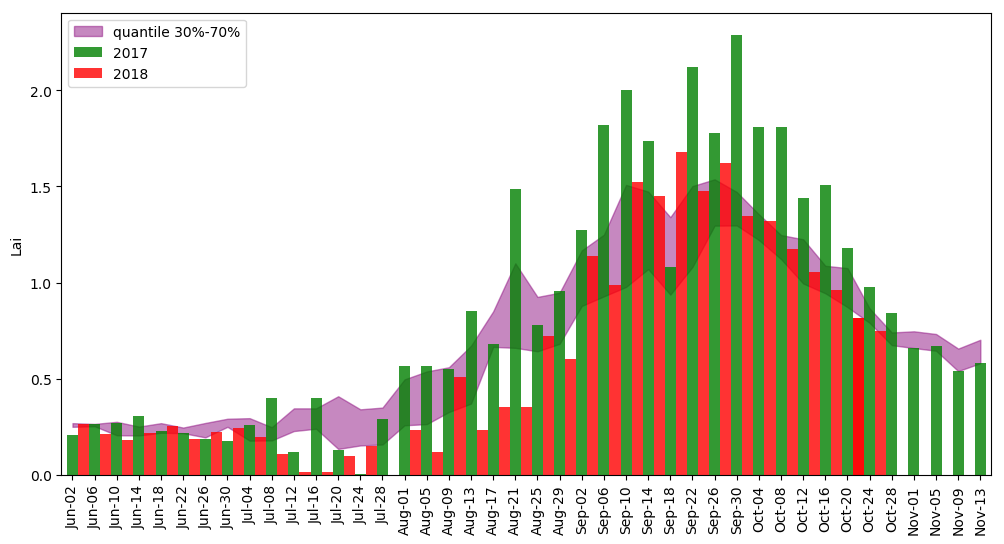 quantile 30%-70%
2017
2018
Lai
2.0
1.5
1.0
0.5
0.0
Jun-02
Jun-06
Jun-10
Jun-14
Jun-18
Jun-22
Jun-26
Jun-30
Jul-04
Jul-08
Jul-12
Jul-16
Jul-20
Jul-24
Jul-28
Aug-01
Aug-05
Aug-09
Aug-13
Aug-17
Aug-21
Aug-25
Aug-29
Sep-02
Sep-06
Sep-10
Sep-14
Sep-18
Sep-22
Sep-26
Sep-30
Oct-04
Oct-08
Oct-12
Oct-16
Oct-20
Oct-24
Oct-28
Nov-01
Nov-05
Nov-09
Nov-13